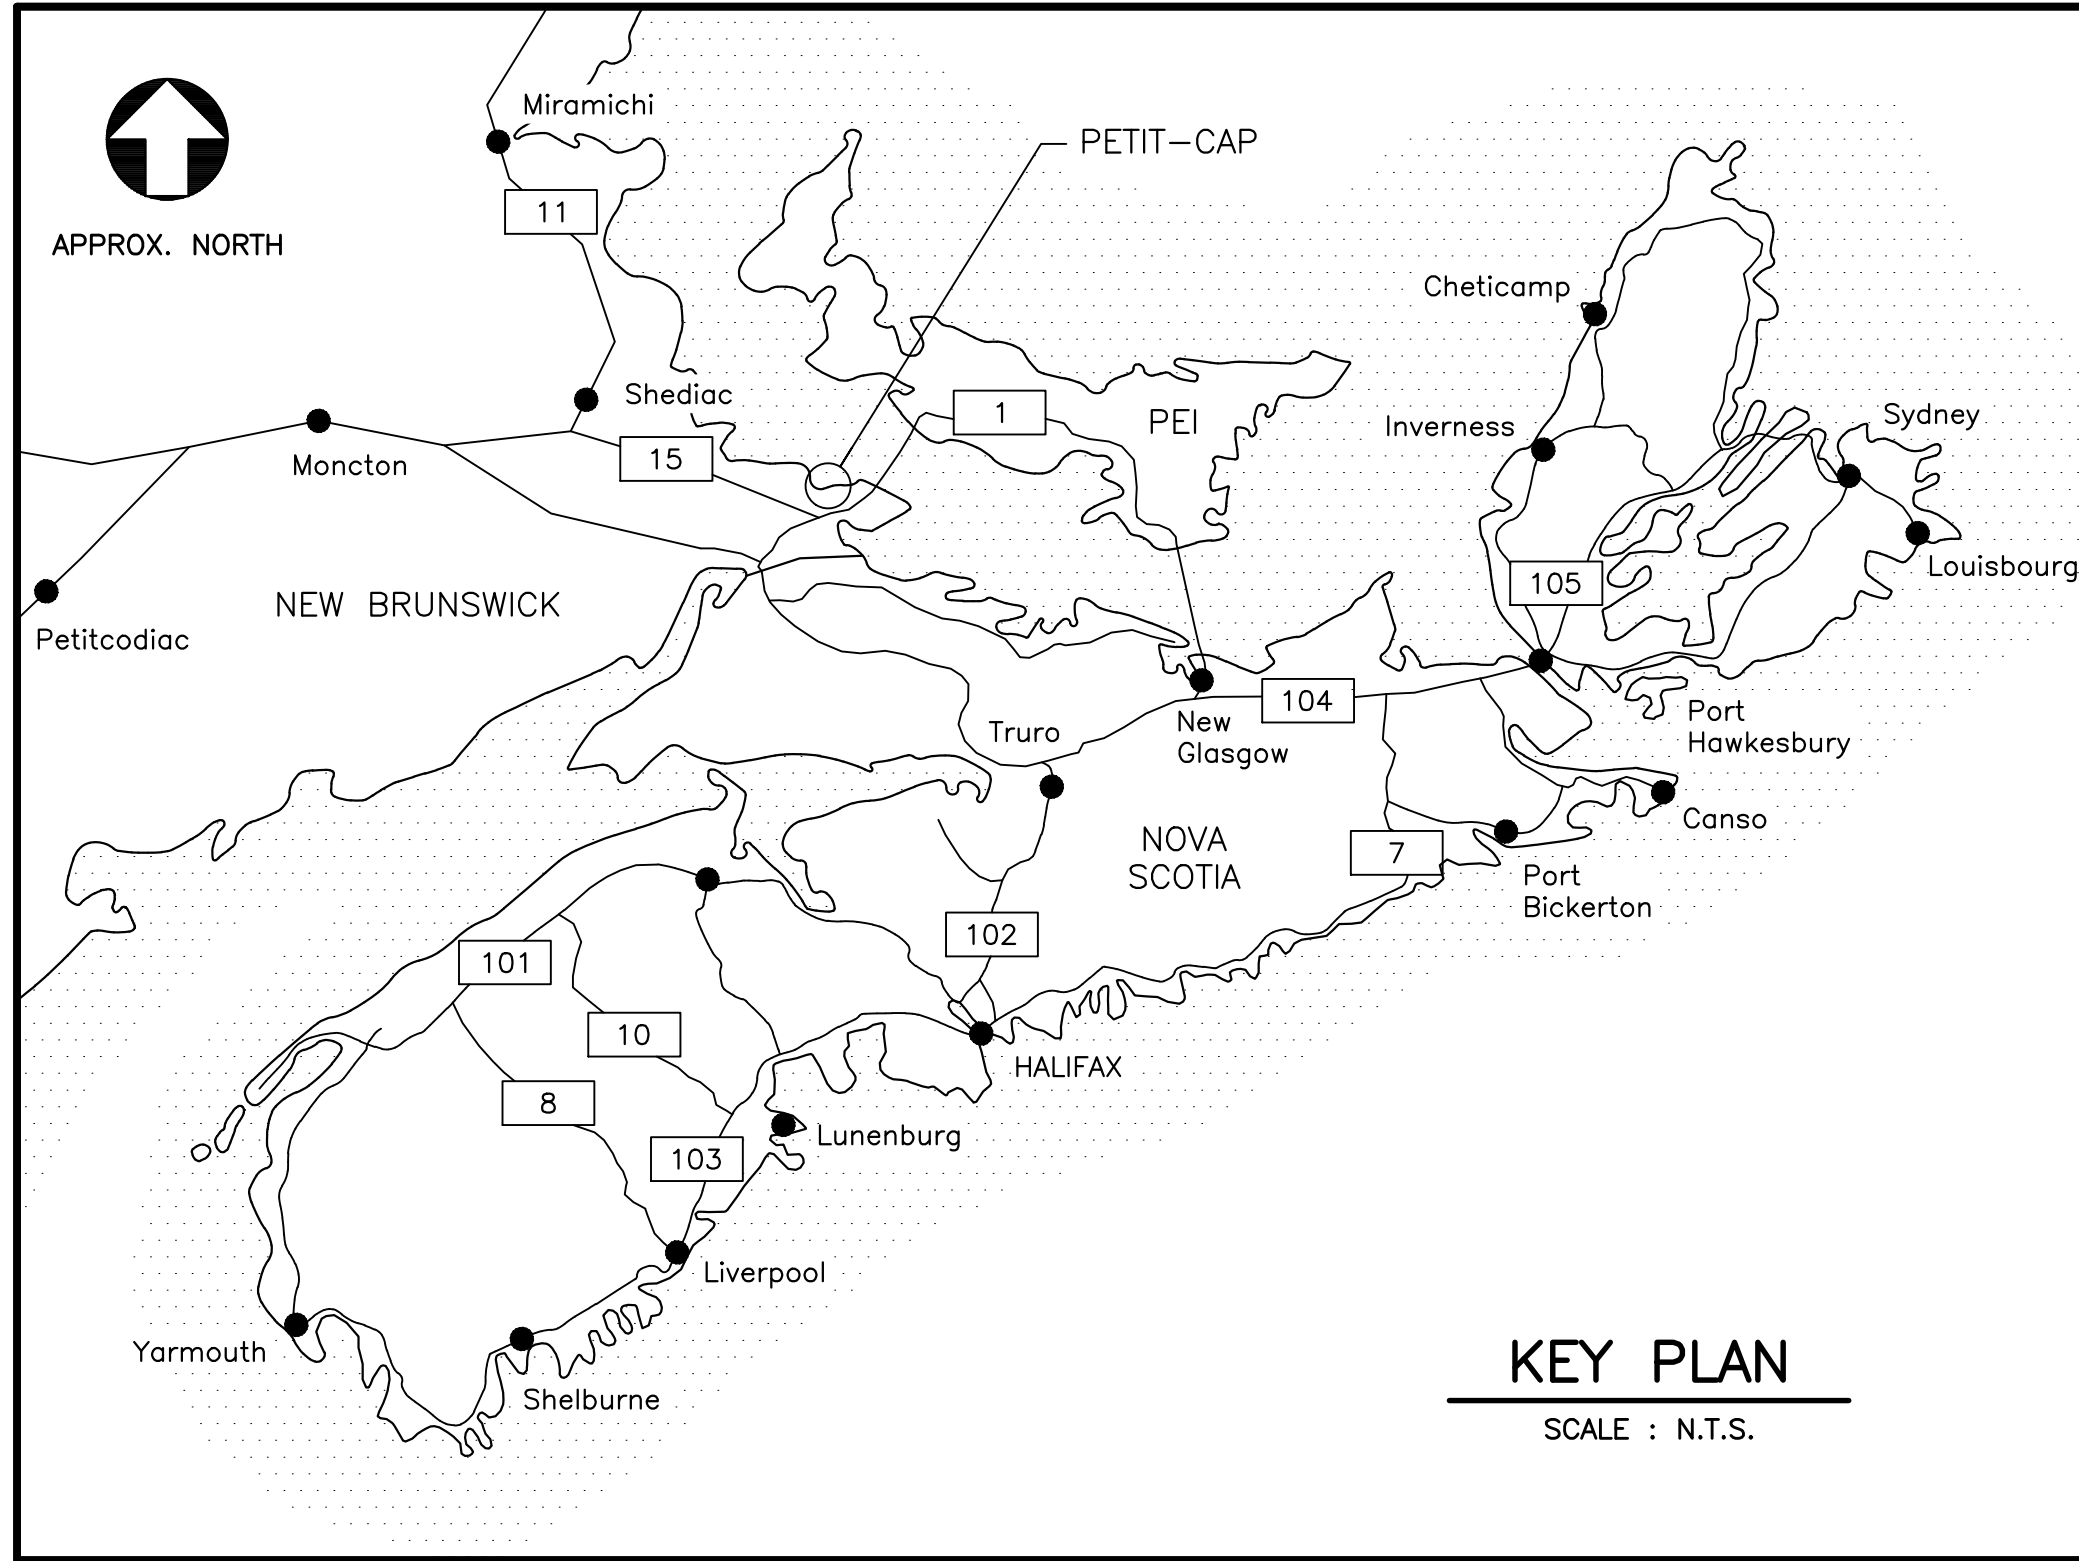 Miramichi
PETIT-CAP
11
APPROX. NORTH
Cheticamp
Shediac
1
PEI
Inverness
Sydney
Moncton
15
Louisbourg
105
NEW BRUNSWICK
Petitcodiac
104
Port
Hawkesbury
Truro
New
Glasgow
Canso
NOVA
SCOTIA
7
Port
Bickerton
102
101
10
HALIFAX
8
Lunenburg
103
Liverpool
Yarmouth
Shelburne
KEY PLAN
SCALE : N.T.S.